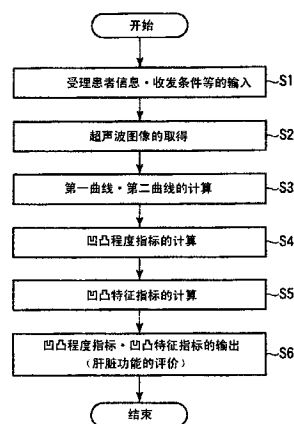 开始
受理患者信息・收发条件等的输入
S1
超声波图像的取得
S2
第一曲线・第二曲线的计算
S3
凹凸程度指标的计算
S4
凹凸特征指标的计算
S5
凹凸程度指标・凹凸特征指标的输出
(肝脏功能的评价)
S6
结束